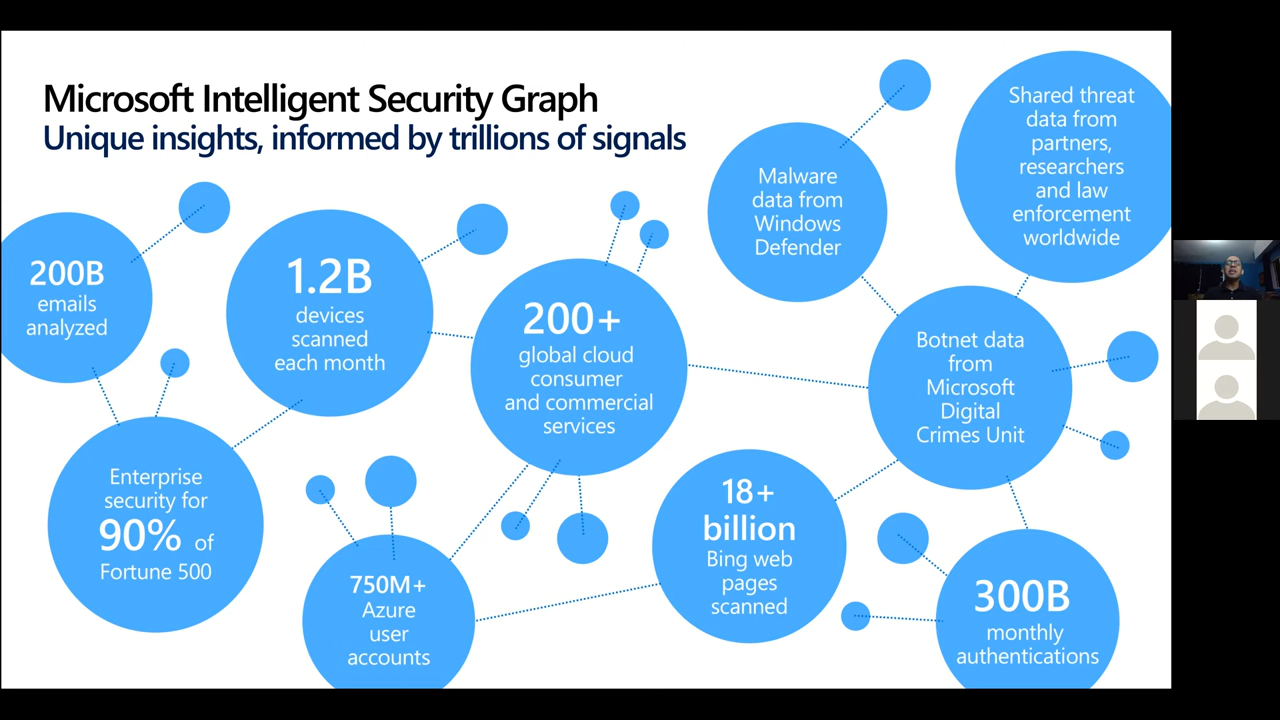 Microsoft Intelligent Security Graph
Unique insights, informed by trillions of signals
200B
emails
analyzed
1.2B
devices
scanned
each month
200+
global cloud
consumer
and commercial
services
Malware
data from
Windows
Defender
Shared threat
data from
partners,
researchers
and law
enforcement
worldwide
Enterprise
security for
90% of
Fortune 500
750M+
Azure
user
accounts
18+
billion
Bing web
pages
scanned
Botnet data
from
Microsoft
Digital
Crimes Unit
300B
monthly
authentications